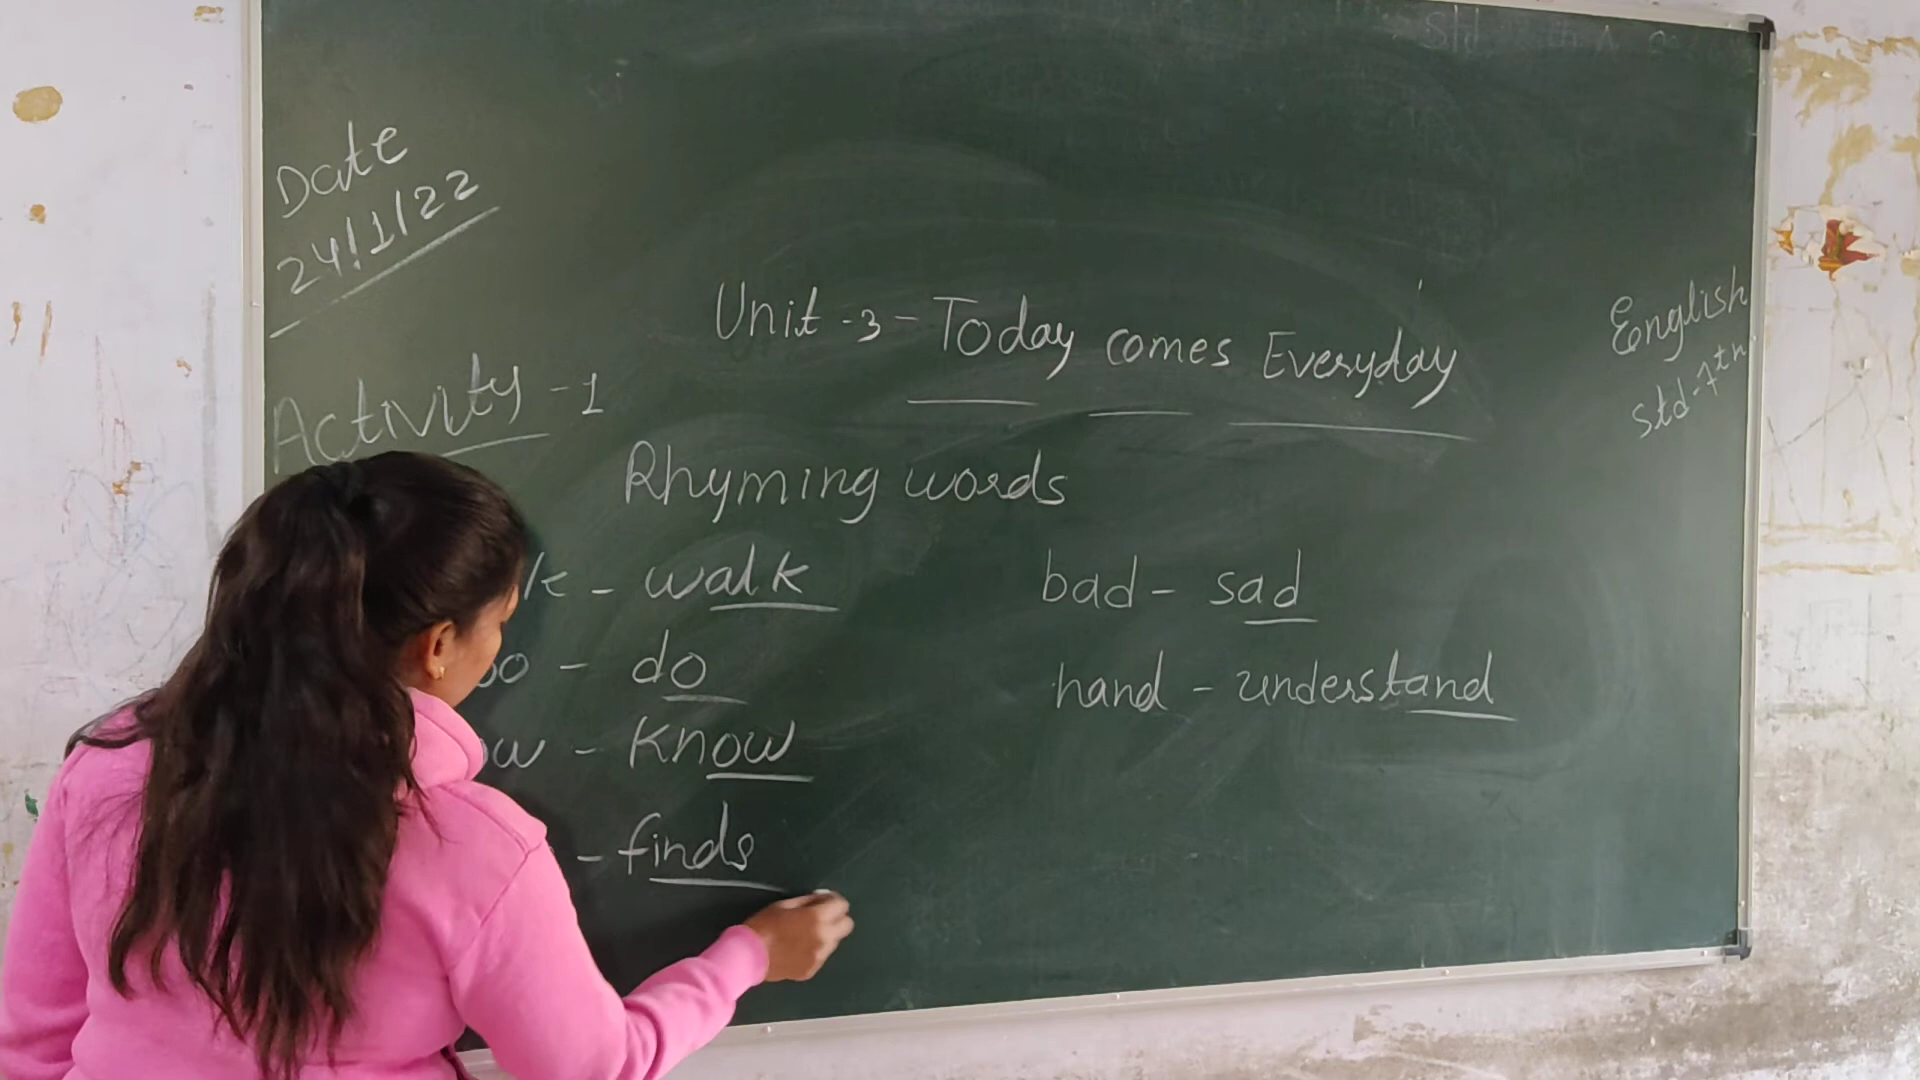 Date
24/1/22
Unit-3-Today comes Everyday
English
std-7th
Activity-1
Rhyming words
- walk
bad - sad
- do
hand - understand
- know
- finds